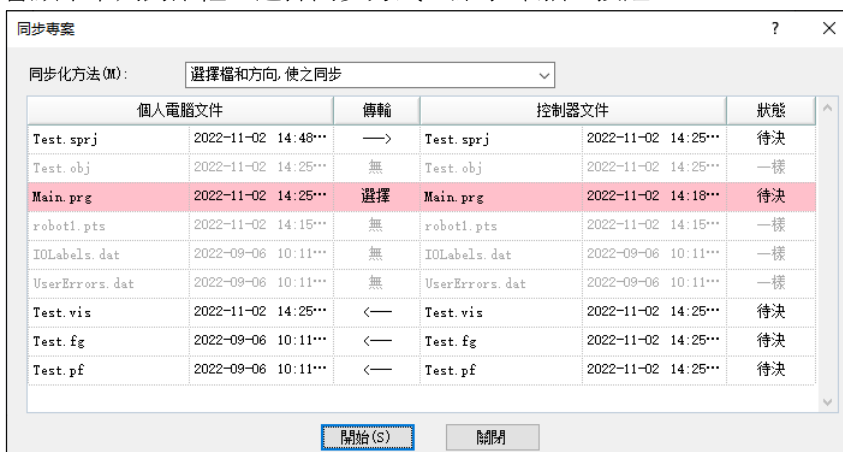 同步專案 ?
同步化方法(M): 選擇檔和方向,使之同步
個人電腦文件 傳輸 控制器文件 狀態
Test.sprj 2022-11-02 14:48… ──> Test.sprj 2022-11-02 14:25… 待決
Test.obj 2022-11-02 14:25… 無 Test.obj 2022-11-02 14:25… 一樣
Main.prg 2022-11-02 14:25… 選擇 Main.prg 2022-11-02 14:18… 待決
robot1.pts 2022-11-02 14:15… 無 robot1.pts 2022-11-02 14:15… 一樣
IOLabels.dat 2022-09-06 10:11… 無 IOLabels.dat 2022-09-06 10:11… 一樣
UserErrors.dat 2022-09-06 10:11… 無 UserErrors.dat 2022-09-06 10:11… 一樣
Test.vis 2022-11-02 14:25… <── Test.vis 2022-11-02 14:25… 待決
Test.fg 2022-09-06 10:11… <── Test.fg 2022-11-02 14:25… 待決
Test.pf 2022-09-06 10:11… <── Test.pf 2022-11-02 14:25… 待決
開始(S) 關閉